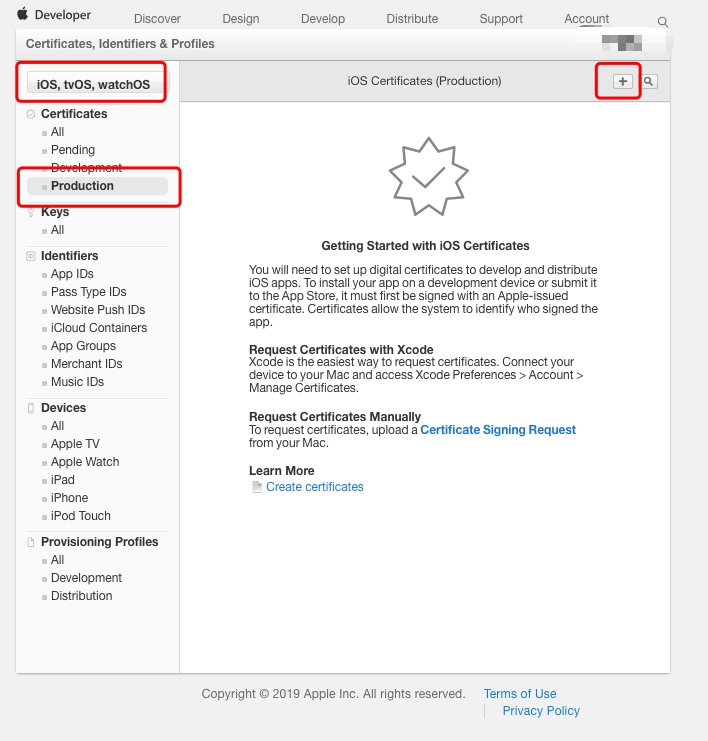 Developer
Discover
Design
Develop
Distribute
Support
Account
Certificates, Identifiers & Profiles
iOS, tvOS, watchOS
iOS Certificates (Production)
Certificates
All
Pending
Development
Production
Keys
All
Identifiers
App IDs
Pass Type IDs
Website Push IDs
iCloud Containers
App Groups
Merchant IDs
Music IDs
Devices
All
Apple TV
Apple Watch
iPad
iPhone
iPod Touch
Provisioning Profiles
All
Development
Distribution
Getting Started with iOS Certificates
You will need to set up digital certificates to develop and distribute
iOS apps. To install your app on a development device or submit it
to the App Store, it must first be signed with an Apple-issued
certificate. Certificates allow the system to identify who signed the
app.
Request Certificates with Xcode
Xcode is the easiest way to request certificates. Connect your
device to your Mac and access Xcode Preferences > Account >
Manage Certificates.
Request Certificates Manually
To request certificates, upload a Certificate Signing Request
from your Mac.
Learn More
Create certificates
Copyright © 2019 Apple Inc. All rights reserved.
Terms of Use
Privacy Policy